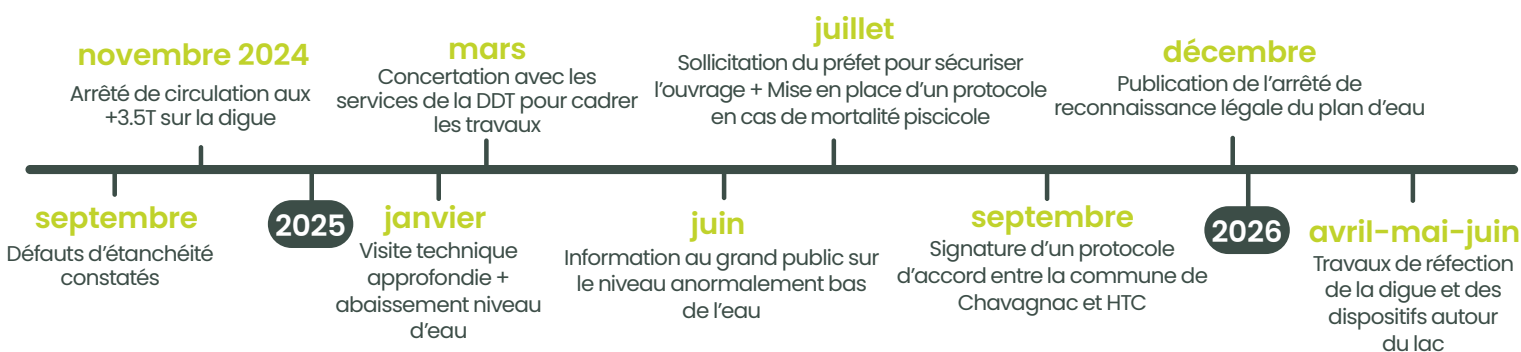 novembre 2024
Arrêté de circulation aux
+3.5T sur la digue
mars
Concertation avec les
services de la DDT pour cadrer
les travaux
juillet
Sollicitation du préfet pour sécuriser
l'ouvrage + Mise en place d'un protocole
en cas de mortalité piscicole
décembre
Publication de l'arrêté de
reconnaissance légale du plan d'eau
septembre
Défauts d'étanchéité
constatés
2025
janvier
Visite technique
approfondie +
abaissement niveau
d'eau
juin
Information au grand public sur
le niveau anormalement bas
de l'eau
septembre
Signature d'un protocole
d'accord entre la commune de
Chavagnac et HTC
2026
avril-mai-juin
Travaux de réfection
de la digue et des
dispositifs autour
du lac